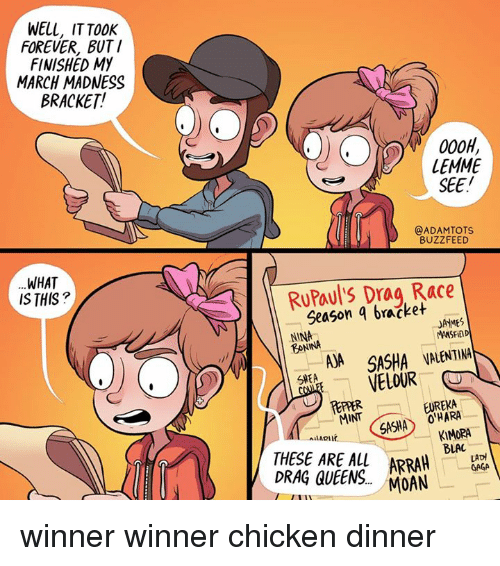 WELL, IT TOOK
FOREVER, BUT I
FINISHED MY
MARCH MADNESS
BRACKET!
OOOH,
LEMME
SEE!
@ADAMTOTS
BUZZFEED
...WHAT
IS THIS?
RuPaul's Drag Race
Season 9 bracket
NINA
BONINA
JAYMES
MANSFIELD
AJA
SASHA
VELOUR
VALENTINA
SHEA
COULEE
PEPPER
MINT
EUREKA
O'HARA
SASHA
KIMORA
BLAC
THESE ARE ALL
DRAG QUEENS...
ARRAH
MOAN
LADY
GAGA
winner winner chicken dinner